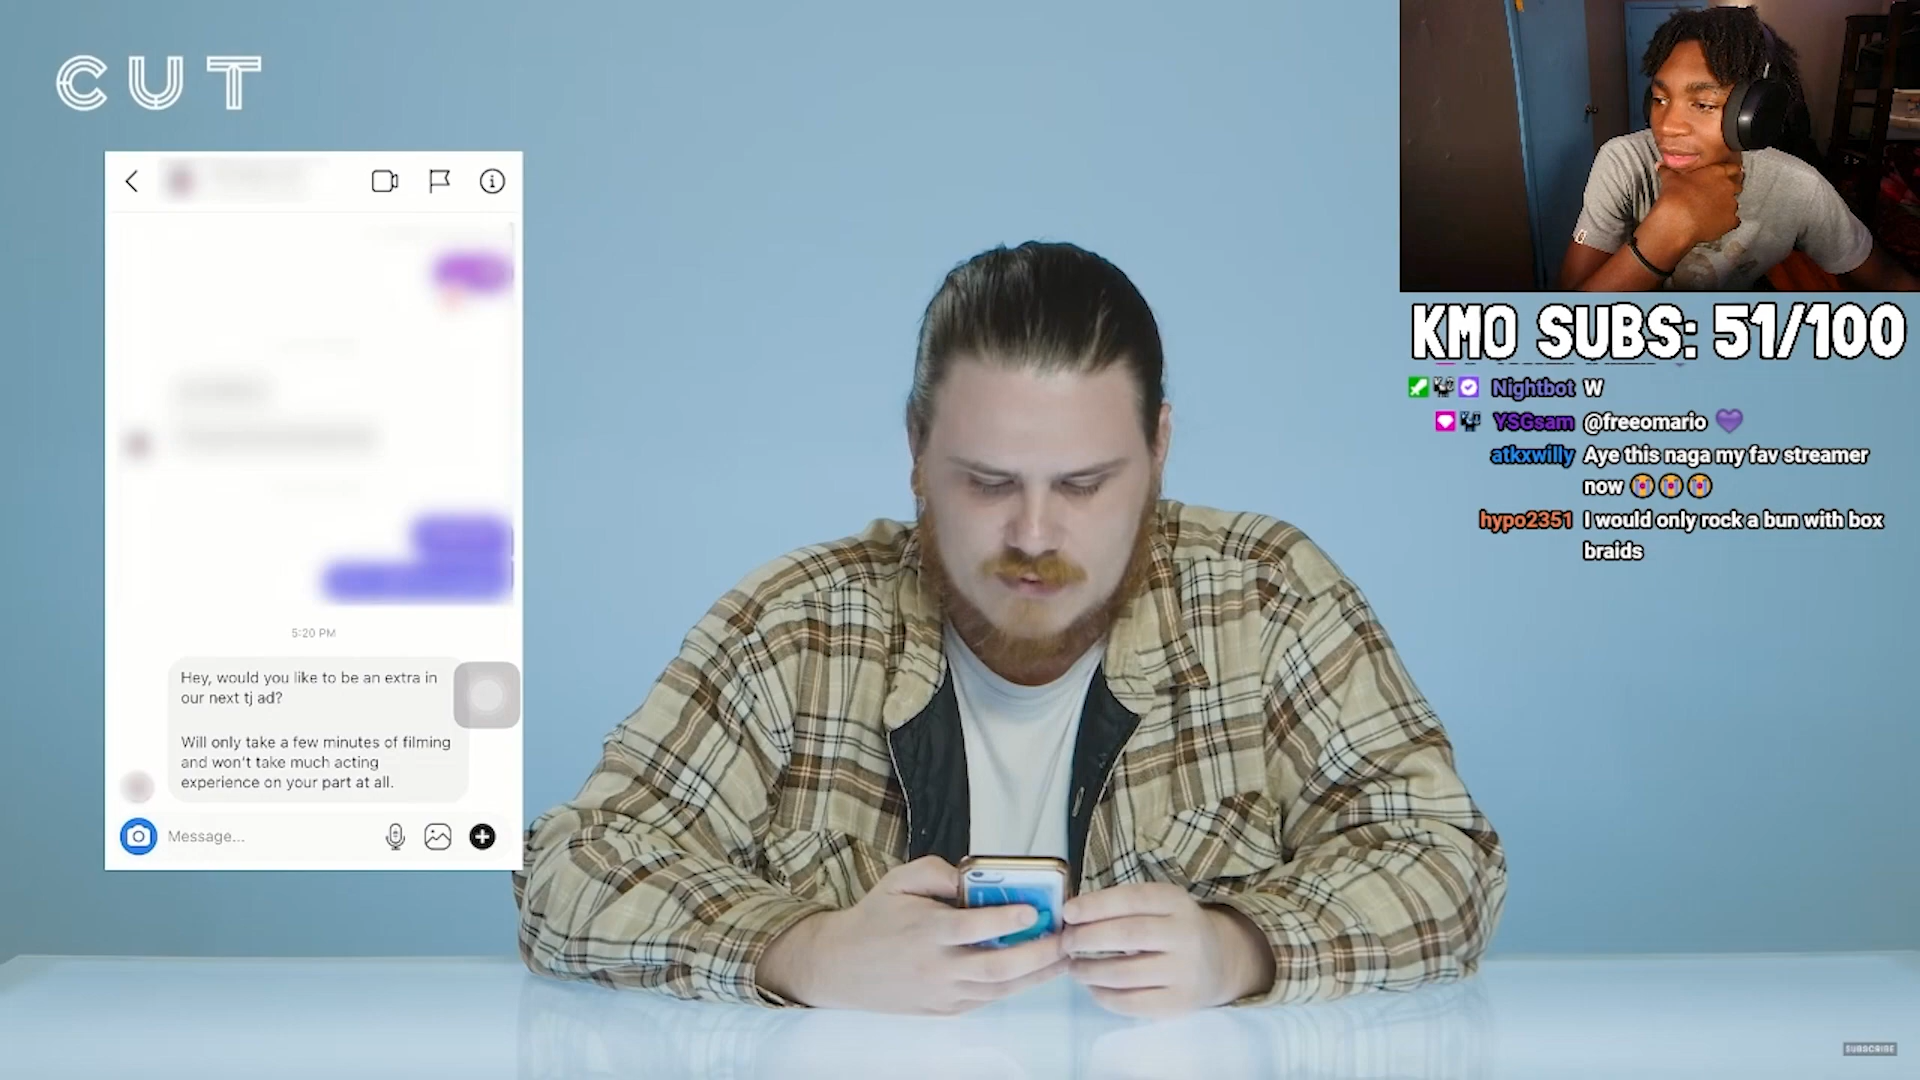 CUT
5:20 PM
Hey, would you like to be an extra in
our next tj ad?
Will only take a few minutes of filming
and won't take much acting
experience on your part at all.
Message...
KMO SUBS: 51/100
Nightbot W
YSGsam @freeomario 💜
atkxwilly Aye this naga my fav streamer
now 😭😭😭
hypo2351 I would only rock a bun with box
braids
SUBSCRIBE